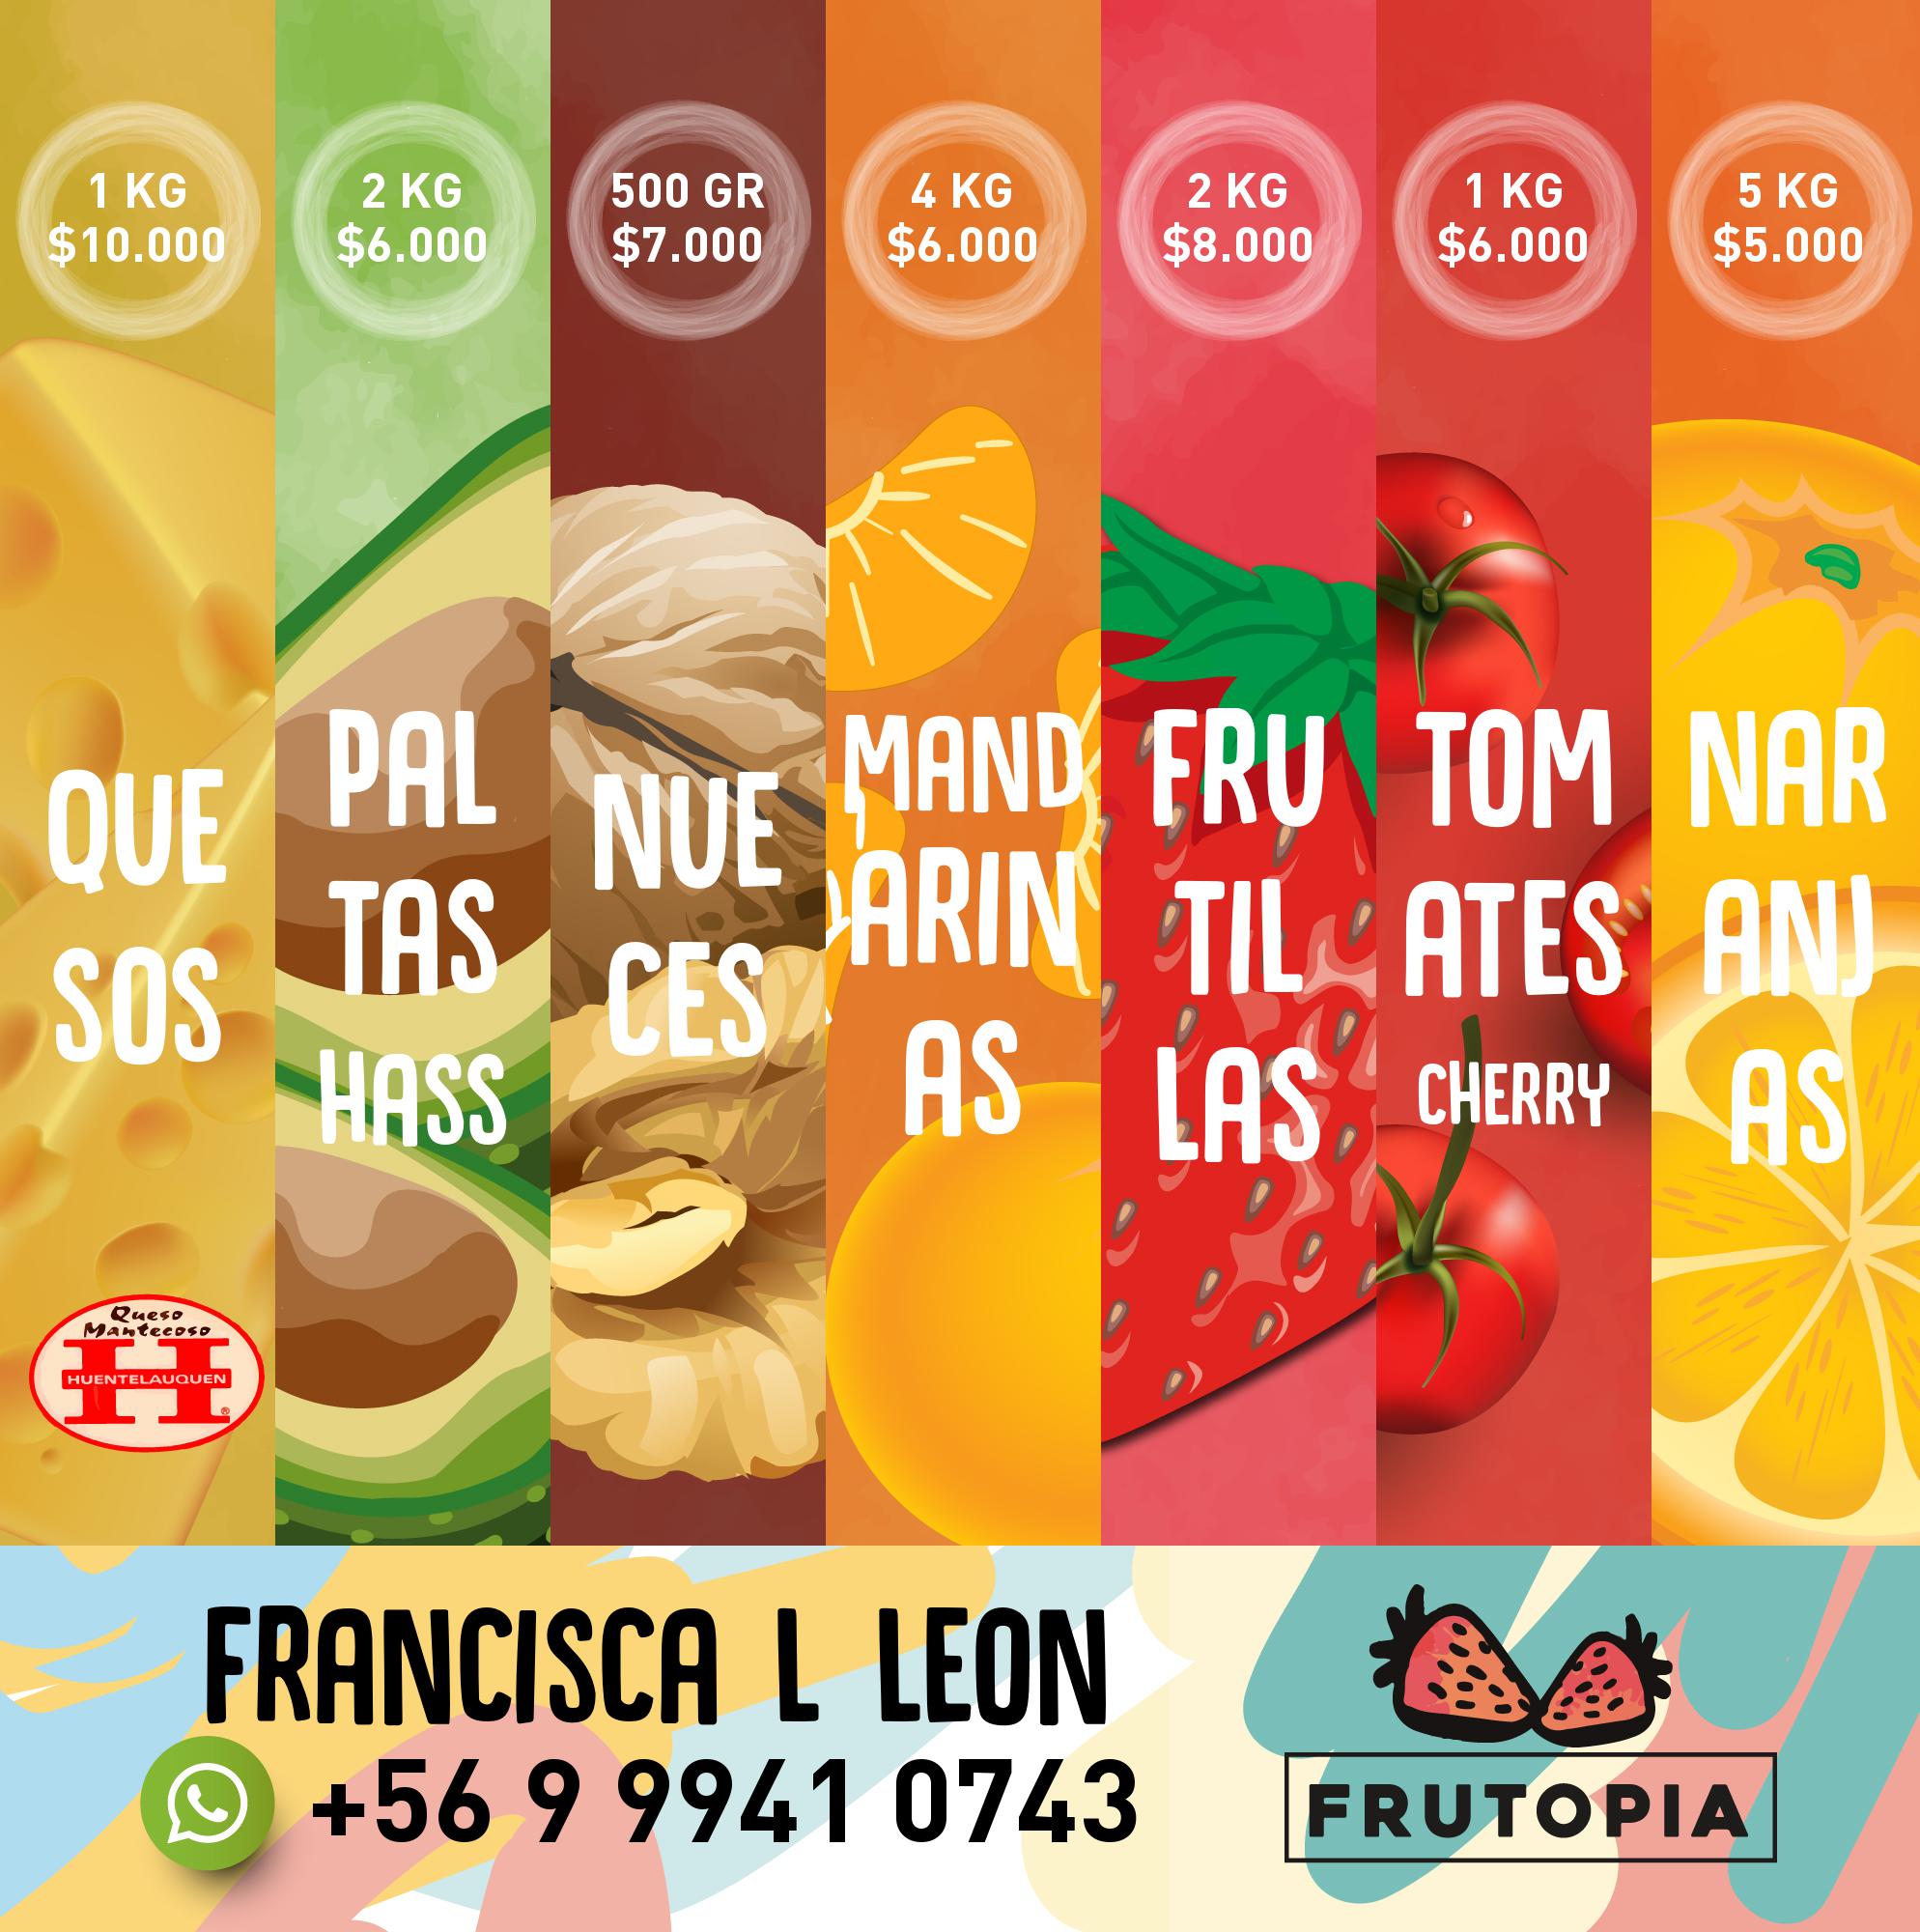 1 KG
$10.000
QUE
SOS
Queso
Mantecoso
HUENTELAUQUEN
®
2 KG
$6.000
PAL
TAS
HASS
500 GR
$7.000
NUE
CES
4 KG
$6.000
MAND
ARIN
AS
2 KG
$8.000
FRU
TIL
LAS
1 KG
$6.000
TOM
ATES
CHERRY
5 KG
$5.000
NAR
ANJ
AS
FRANCISCA L LEON
+56 9 9941 0743
FRUTOPIA